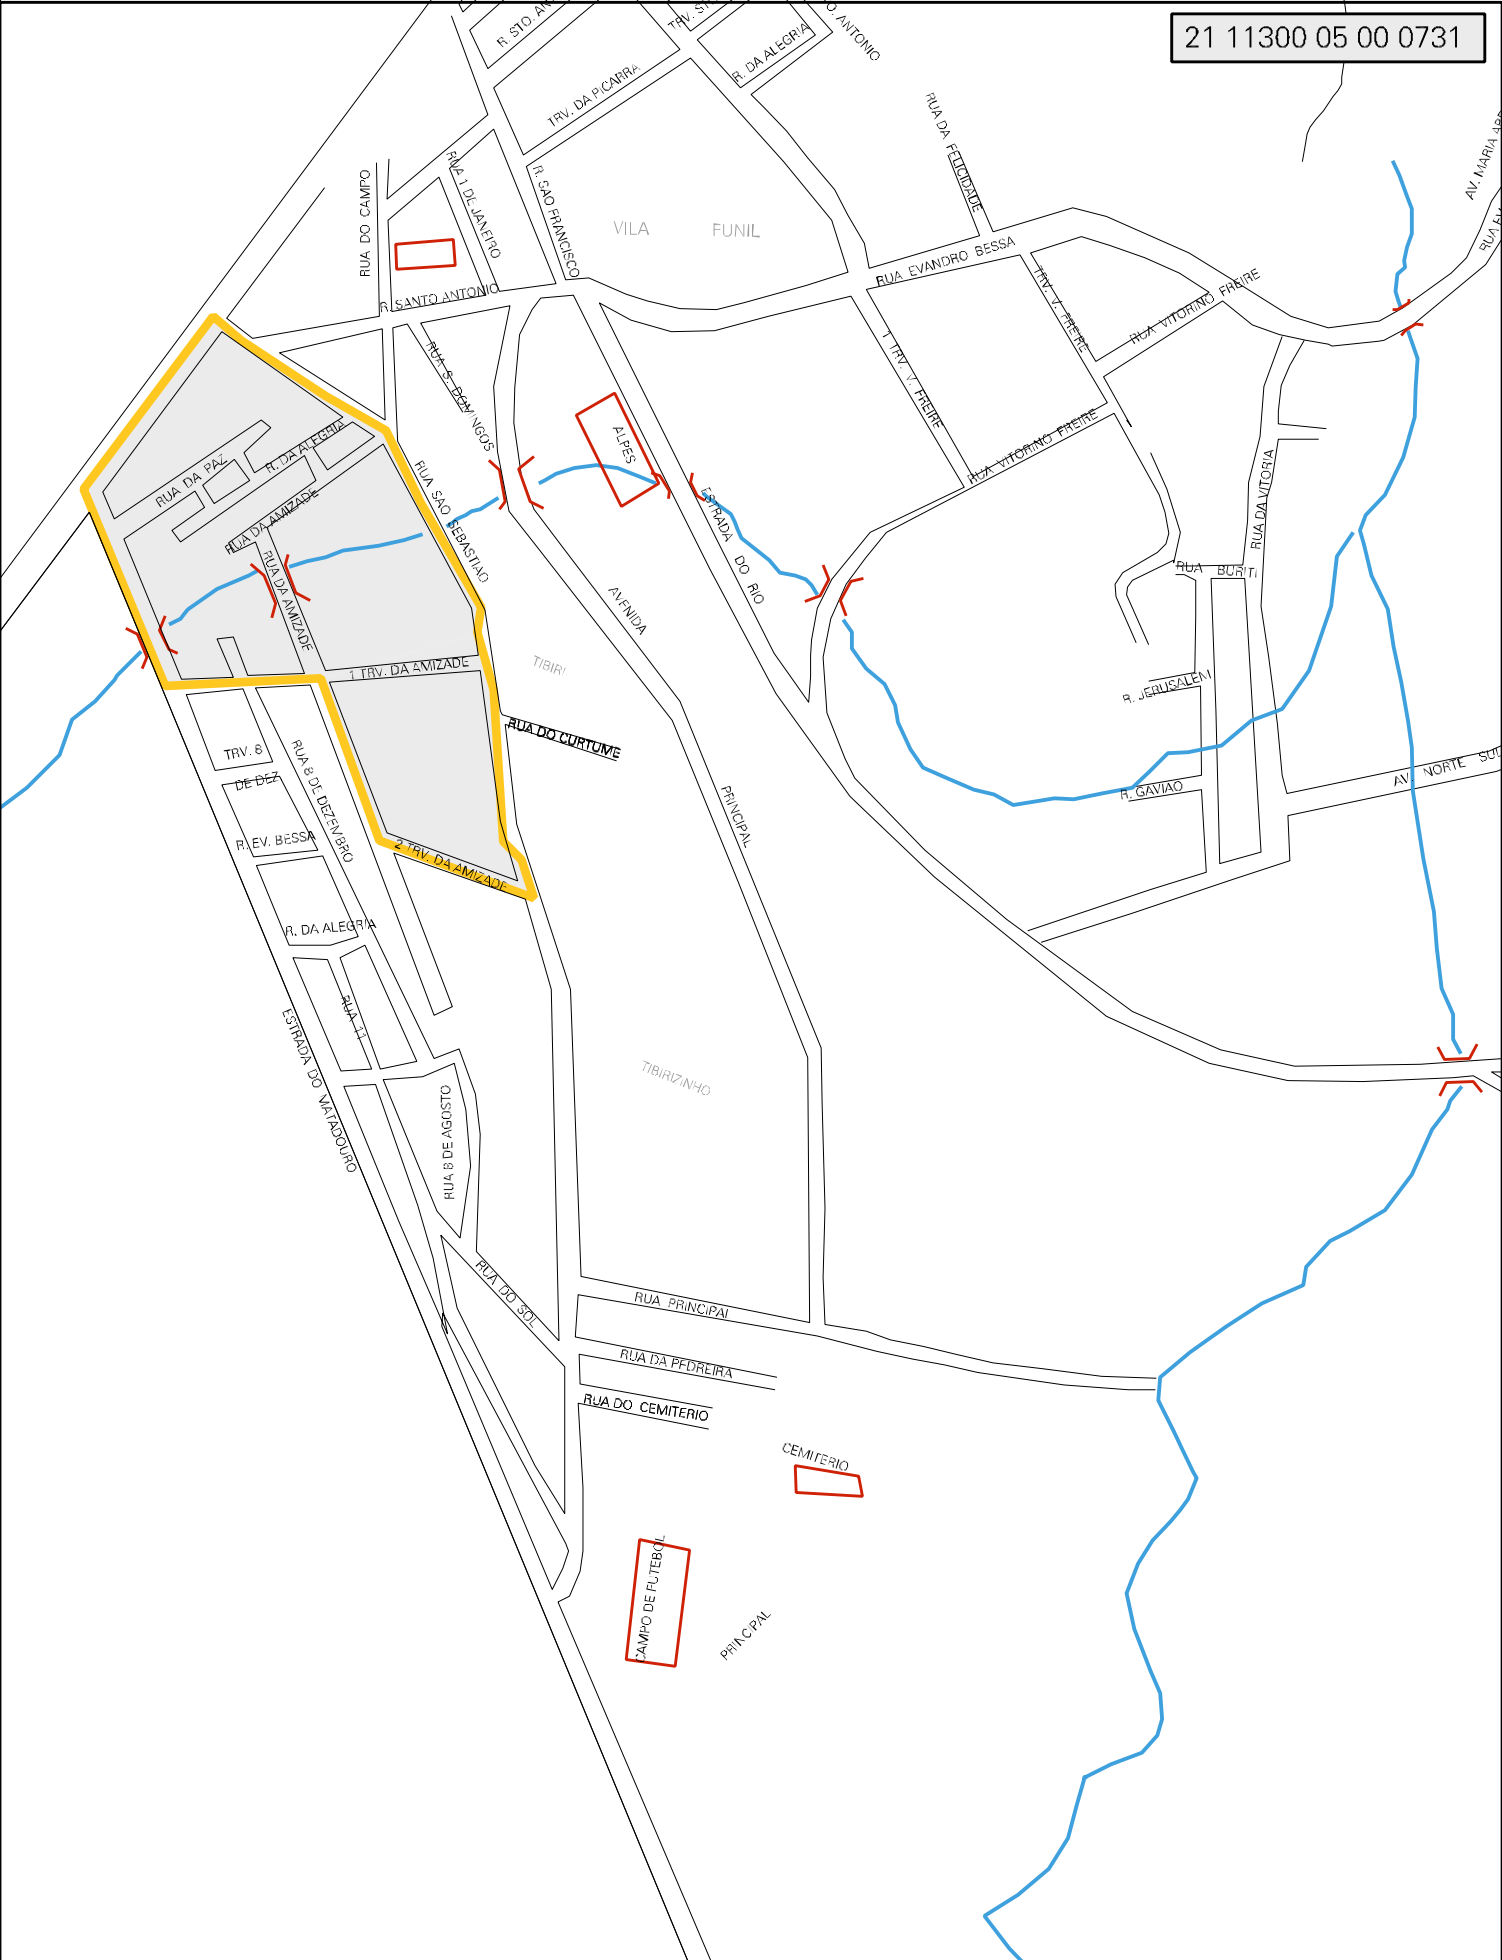 21 11300 05 00 0731
TRV. DA PICARRA
R. DA ALEGRIA
O. ANTONIO
RUA DA FELICIDADE
AV. MARIA
RUA DO CAMPO
RUA 1 DE JANEIRO
R. SAO FRANCISCO
VILA FUNIL
RUA EVANDRO BESSA
R. SANTO ANTONIO
TRV. V. FREIRE
RUA VITORINO FREIRE
RUA S. DOMINGOS
1 TRV. V. FREIRE
ALPES
RUA VITORINO FREIRE
R. DA ALEGRIA
RUA DA PAZ
RUA DA AMIZADE
RUA SAO SEBASTIAO
ESTRADA DO RIO
RUA DA VITORIA
RUA BURITI
RUA DA AMIZADE
AVENIDA
TIBIRI
1 TRV. DA AMIZADE
R. JERUSALEM
RUA DO CURTUME
TRV. 8
DE DEZ
RUA 8 DE DEZEMBRO
AV. NORTE SUL
R. GAVIAO
PRINCIPAL
R. EV. BESSA
2 TRV. DA AMIZADE
R. DA ALEGRIA
RUA 11
ESTRADA DO MATADOURO
TIBIRIZINHO
RUA 8 DE AGOSTO
RUA DO SOL
RUA PRINCIPAL
RUA DA PEDREIRA
RUA DO CEMITERIO
CEMITERIO
CAMPO DE FUTEBOL
PRINCIPAL